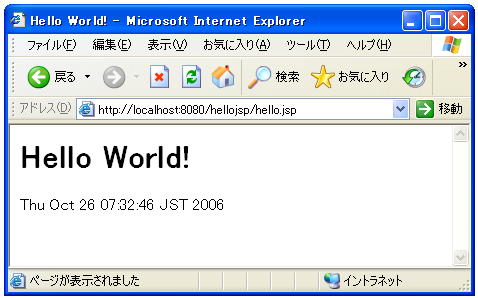 Hello World! - Microsoft Internet Explorer
ファイル(F) 編集(E) 表示(V) お気に入り(A) ツール(T) ヘルプ(H)
戻る 検索 お気に入り »
アドレス(D) http://localhost:8080/hellojsp/hello.jsp 移動
Hello World!
Thu Oct 26 07:32:46 JST 2006
ページが表示されました イントラネット